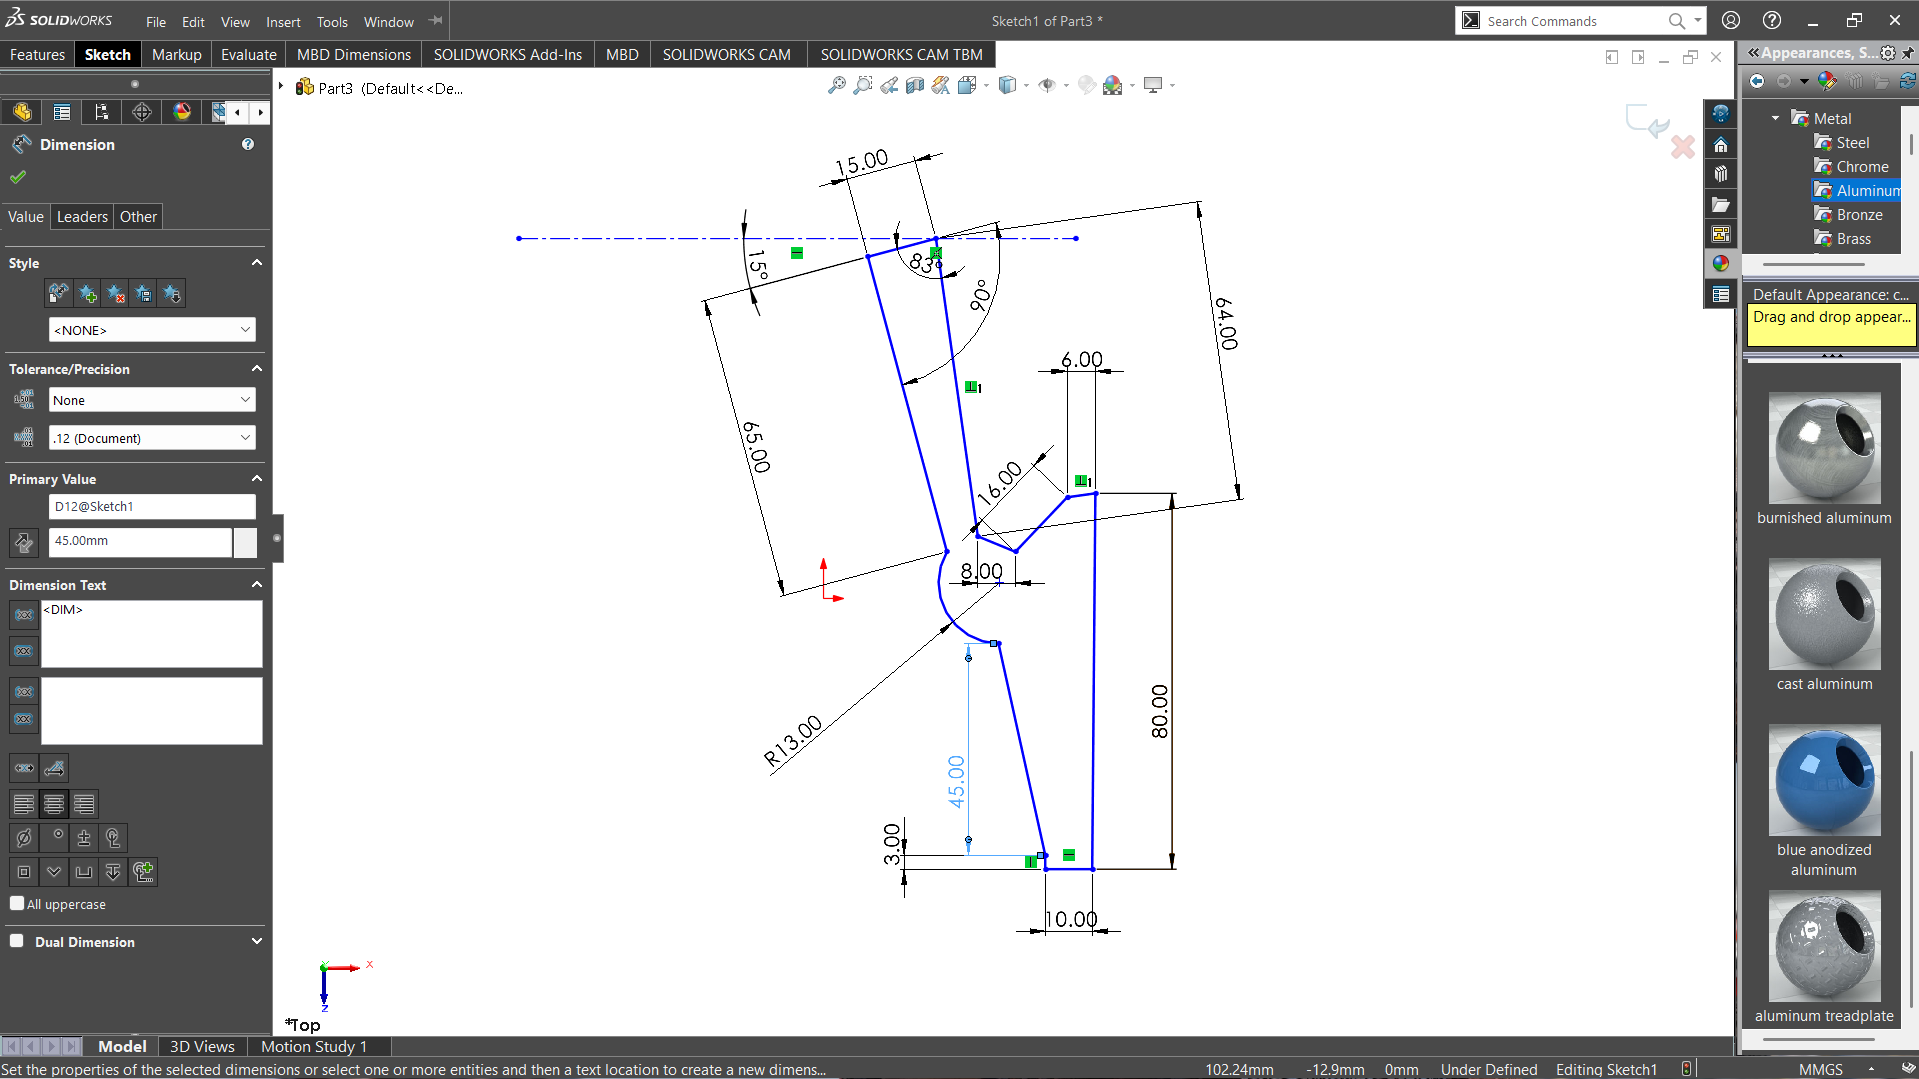 SOLIDWORKS File Edit View Insert Tools Window Sketch1 of Part3 * Search Commands
Features Sketch Markup Evaluate MBD Dimensions SOLIDWORKS Add-Ins MBD SOLIDWORKS CAM SOLIDWORKS CAM TBM
Appearances, S...
Part3 (Default<<De...
Dimension
Value Leaders Other
Style
<NONE>
Tolerance/Precision
None
.12 (Document)
Primary Value
D12@Sketch1
45.00mm
Dimension Text
<DIM>
All uppercase
Dual Dimension
15.00
15°
83°
90°
64.00
6.00
65.00
16.00
8.00
R13.00
45.00
80.00
3.00
10.00
1
1
x
z
*Top
Metal
Steel
Chrome
Aluminum
Bronze
Brass
Default Appearance: c...
Drag and drop appear...
burnished aluminum
cast aluminum
blue anodized
aluminum
aluminum treadplate
Model 3D Views Motion Study 1
Set the properties of the selected dimensions or select one or more entities and then a text location to create a new dimens...
102.24mm -12.9mm 0mm Under Defined Editing Sketch1 MMGS